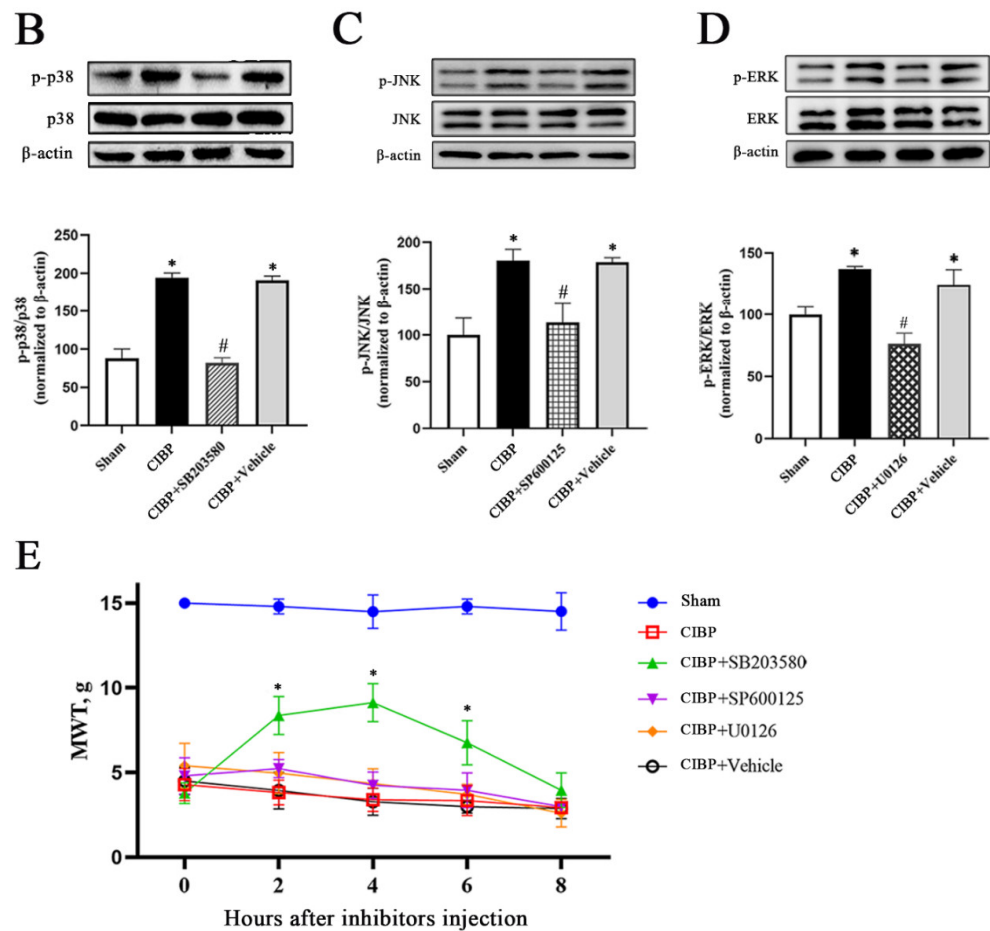 B
p-p38
p38
β-actin
p-p38/p38
(normalized to β-actin)
250
200
150
100
50
0
*
#
*
Sham
CIBP
CIBP+SB203580
CIBP+Vehicle
C
p-JNK
JNK
β-actin
p-JNK/JNK
(normalized to β-actin)
200
150
100
50
0
*
#
*
Sham
CIBP
CIBP+SP600125
CIBP+Vehicle
D
p-ERK
ERK
β-actin
p-ERK/ERK
(normalized to β-actin)
150
100
50
0
*
#
*
Sham
CIBP
CIBP+U0126
CIBP+Vehicle
E
MWT, g
15
10
5
0
*
*
*
0 2 4 6 8
Hours after inhibitors injection
Sham
CIBP
CIBP+SB203580
CIBP+SP600125
CIBP+U0126
CIBP+Vehicle